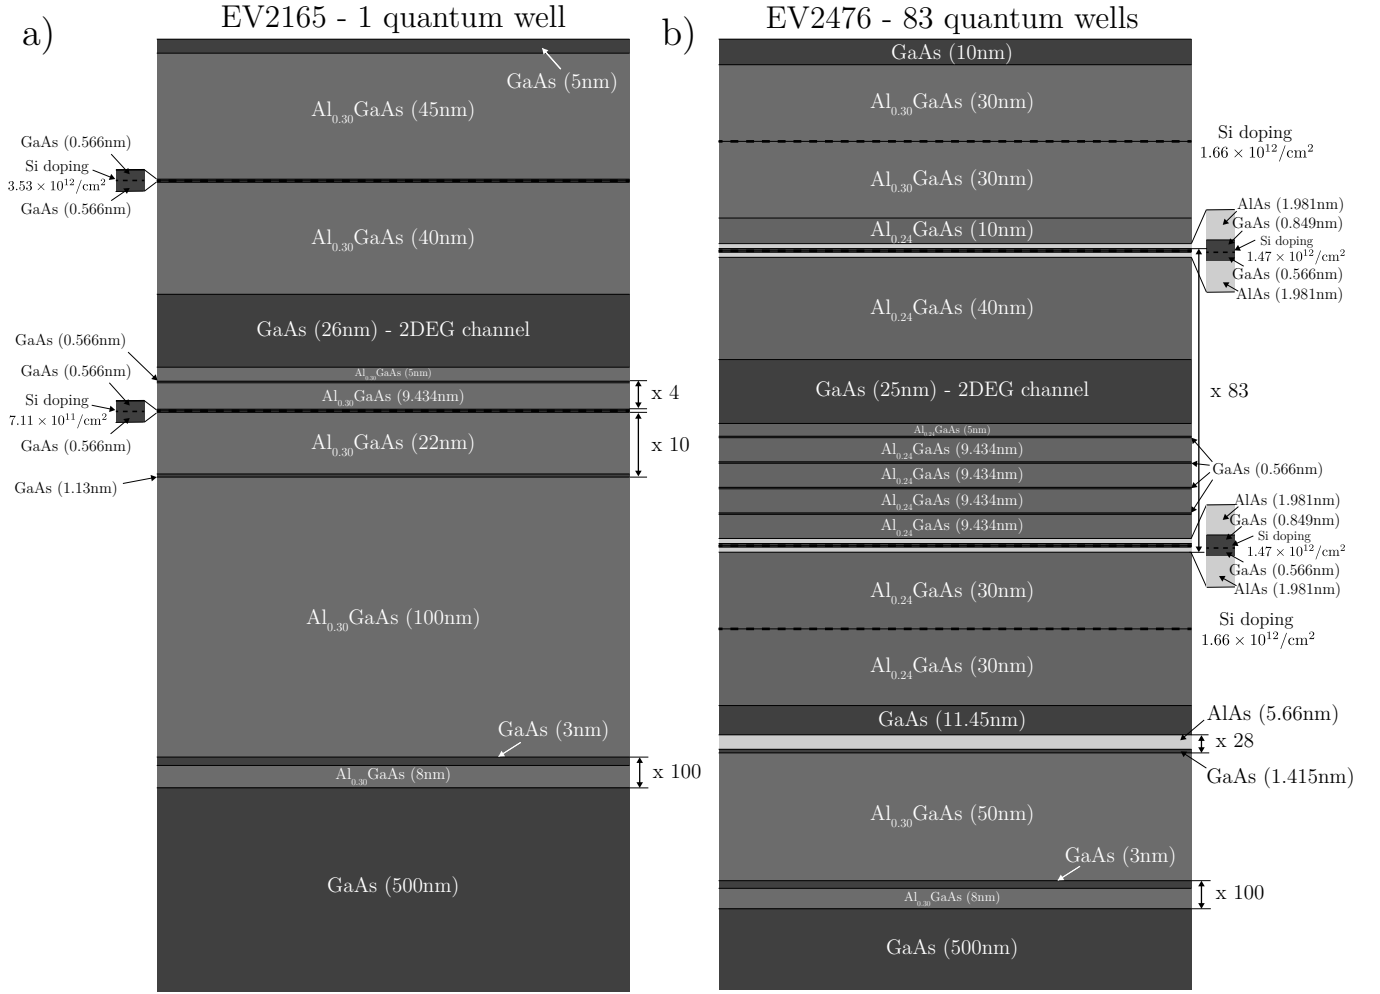 a)
EV2165 - 1 quantum well
GaAs (5nm)
Al0.30GaAs (45nm)
GaAs (0.566nm)
Si doping
3.53 × 10^12/cm^2
GaAs (0.566nm)
Al0.30GaAs (40nm)
GaAs (26nm) - 2DEG channel
GaAs (0.566nm)
Al0.30GaAs (5nm)
GaAs (0.566nm)
Al0.30GaAs (9.434nm)
x 4
Si doping
7.11 × 10^11/cm^2
GaAs (0.566nm)
Al0.30GaAs (22nm)
x 10
GaAs (1.13nm)
Al0.30GaAs (100nm)
GaAs (3nm)
Al0.30GaAs (8nm)
x 100
GaAs (500nm)
b)
EV2476 - 83 quantum wells
GaAs (10nm)
Al0.30GaAs (30nm)
Si doping
1.66 × 10^12/cm^2
Al0.30GaAs (30nm)
Al0.24GaAs (10nm)
AlAs (1.981nm)
GaAs (0.849nm)
Si doping
1.47 × 10^12/cm^2
GaAs (0.566nm)
AlAs (1.981nm)
Al0.24GaAs (40nm)
GaAs (25nm) - 2DEG channel
x 83
Al0.24GaAs (5nm)
Al0.24GaAs (9.434nm)
GaAs (0.566nm)
Al0.24GaAs (9.434nm)
Al0.24GaAs (9.434nm)
Al0.24GaAs (9.434nm)
AlAs (1.981nm)
GaAs (0.849nm)
Si doping
1.47 × 10^12/cm^2
GaAs (0.566nm)
AlAs (1.981nm)
Al0.24GaAs (30nm)
Si doping
1.66 × 10^12/cm^2
Al0.24GaAs (30nm)
GaAs (11.45nm)
AlAs (5.66nm)
x 28
GaAs (1.415nm)
Al0.30GaAs (50nm)
GaAs (3nm)
Al0.30GaAs (8nm)
x 100
GaAs (500nm)